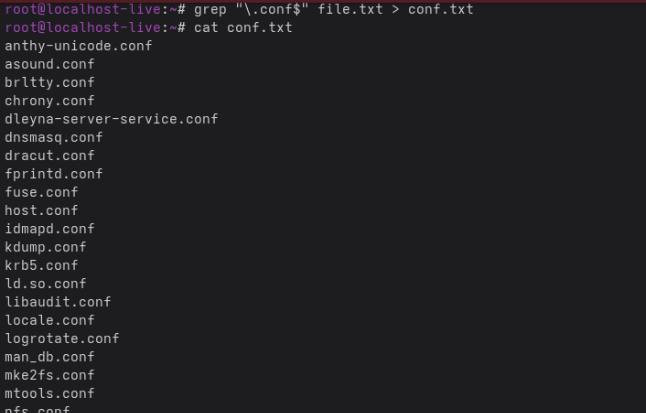 root@localhost-live:~# grep "\.conf$" file.txt > conf.txt
root@localhost-live:~# cat conf.txt
anthy-unicode.conf
asound.conf
brltty.conf
chrony.conf
dleyna-server-service.conf
dnsmasq.conf
dracut.conf
fprintd.conf
fuse.conf
host.conf
idmapd.conf
kdump.conf
krb5.conf
ld.so.conf
libaudit.conf
locale.conf
logrotate.conf
man_db.conf
mke2fs.conf
mtools.conf
nfs.conf